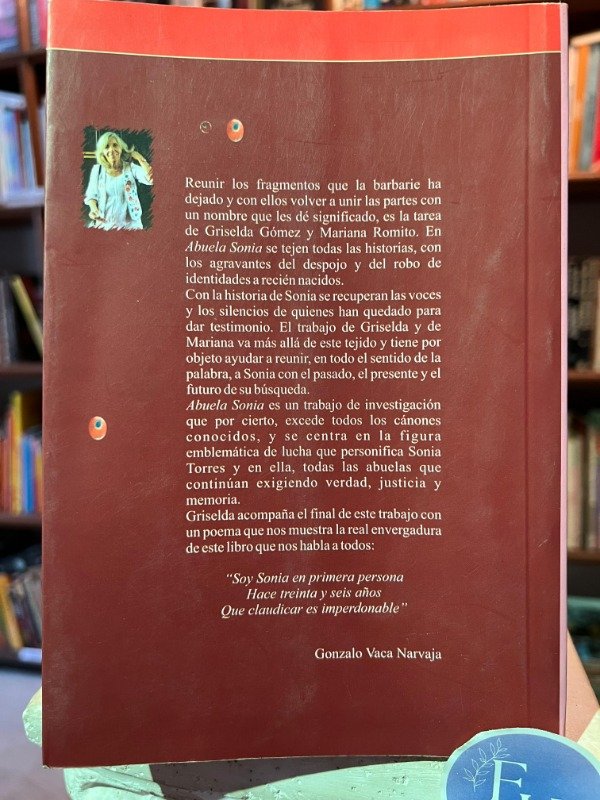 Reunir los fragmentos que la barbarie ha
dejado y con ellos volver a unir las partes con
un nombre que les dé significado, es la tarea
de Griselda Gómez y Mariana Romito. En
Abuela Sonia se tejen todas las historias, con
los agravantes del despojo y del robo de
identidades a recién nacidos.
Con la historia de Sonia se recuperan las voces
y los silencios de quienes han quedado para
dar testimonio. El trabajo de Griselda y de
Mariana va más allá de este tejido y tiene por
objeto ayudar a reunir, en todo el sentido de la
palabra, a Sonia con el pasado, el presente y el
futuro de su búsqueda.
Abuela Sonia es un trabajo de investigación
que por cierto, excede todos los cánones
conocidos, y se centra en la figura
emblemática de lucha que personifica Sonia
Torres y en ella, todas las abuelas que
continúan exigiendo verdad, justicia y
memoria.
Griselda acompaña el final de este trabajo con
un poema que nos muestra la real envergadura
de este libro que nos habla a todos:
“Soy Sonia en primera persona
Hace treinta y seis años
Que claudicar es imperdonable”
Gonzalo Vaca Narvaja